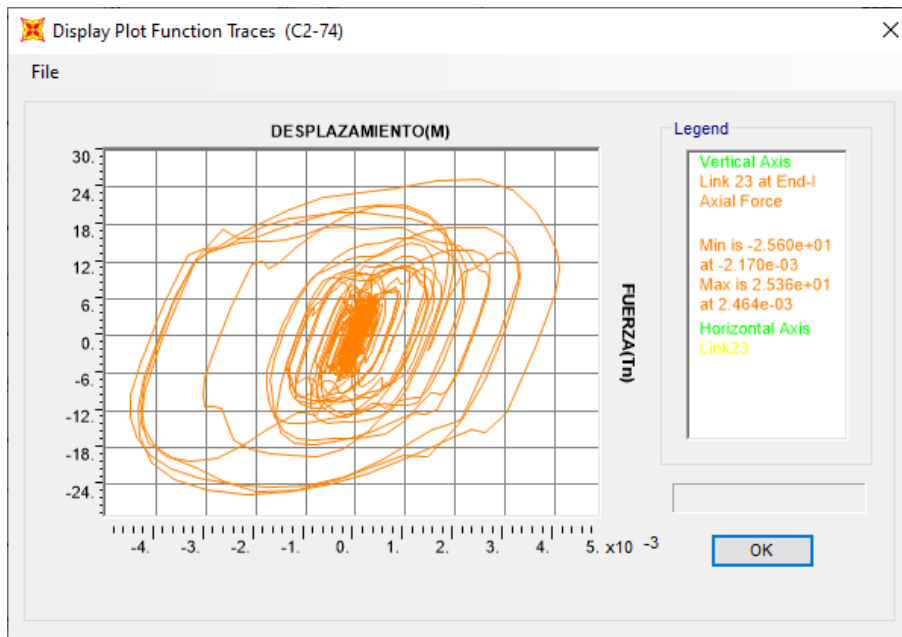 Display Plot Function Traces (C2-74)
File
DESPLAZAMIENTO(M)
30.
24.
18.
12.
6.
0.
-6.
-12.
-18.
-24.
-4. -3. -2. -1. 0. 1. 2. 3. 4. 5. x10 -3
FUERZA(Tn)
Legend
Vertical Axis
Link 23 at End-I
Axial Force
Min is -2.560e+01
at -2.170e-03
Max is 2.536e+01
at 2.464e-03
Horizontal Axis
Link23
OK